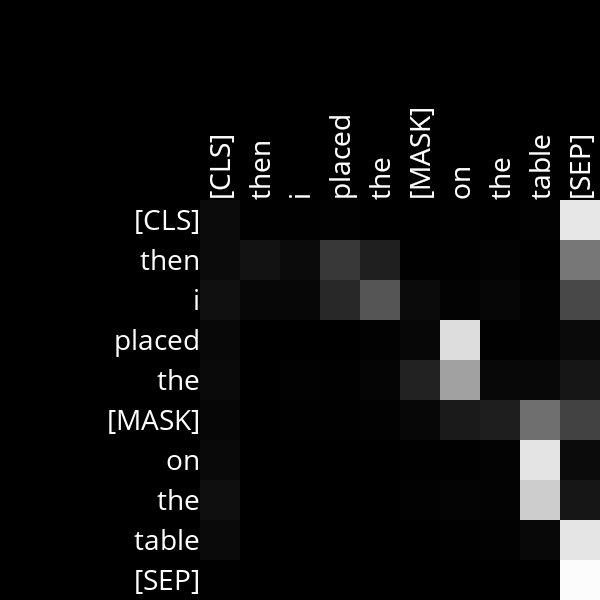 [CLS] then i placed the [MASK] on the table [SEP]
[CLS]
then
i
placed
the
[MASK]
on
the
table
[SEP]